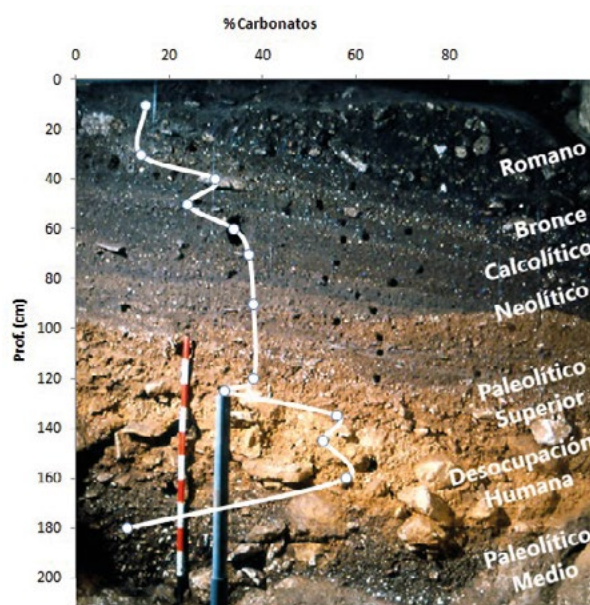 % Carbonatos
0 20 40 60 80
0
20
40
60
80
100
120
140
160
180
200
Prof. (cm)
Romano
Bronce
Calcolítico
Neolítico
Paleolítico
Superior
Desocupación
Humana
Paleolítico
Medio